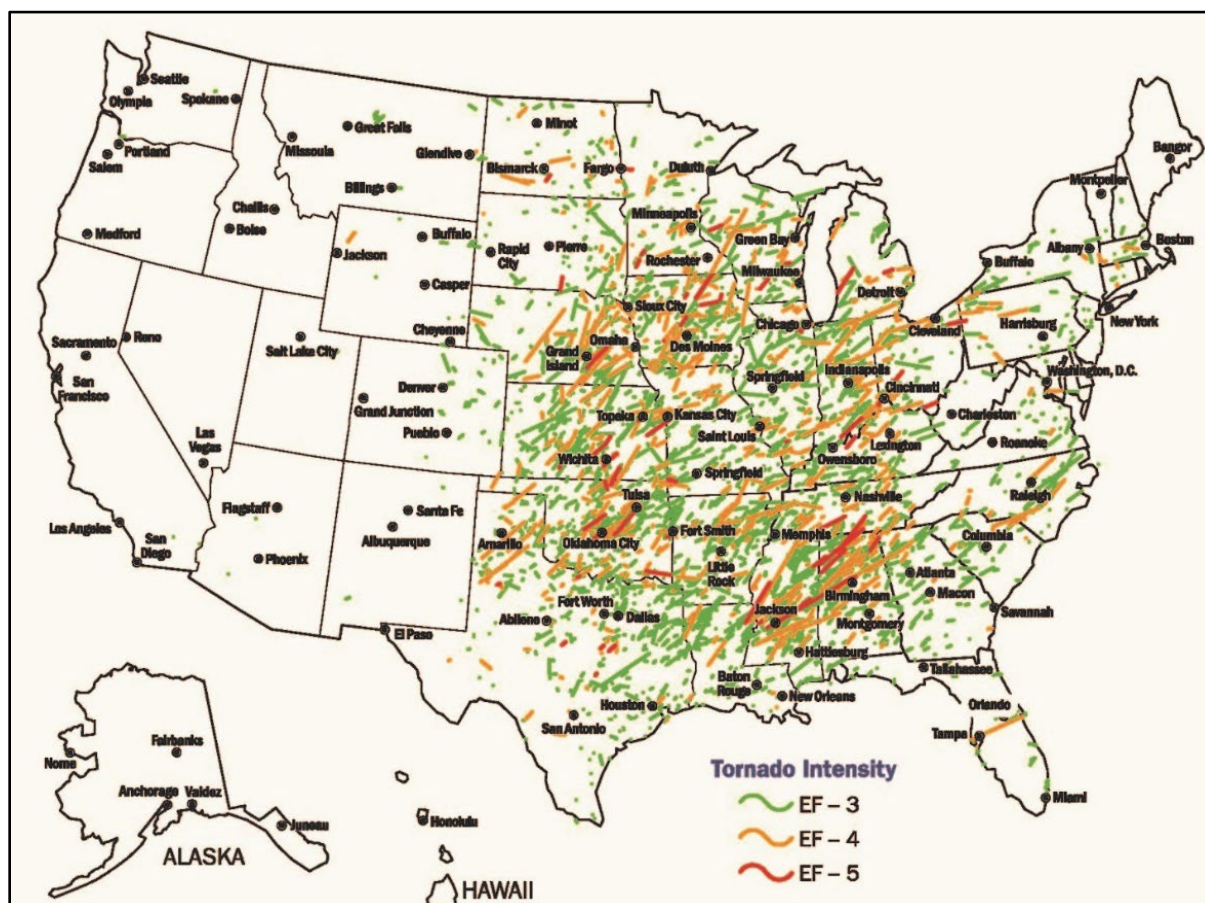 Seattle
Olympia
Spokane
Portland
Salem
Medford
Great Falls
Missoula
Glendive
Billings
Challis
Boise
Minot
Bismarck
Fargo
Duluth
Bangor
Montpelier
Minneapolis
Green Bay
Buffalo
Jackson
Rapid
City
Pierre
Rochester
Milwaukee
Detroit
Buffalo
Albany
Boston
Casper
Sioux City
Cheyenne
Chicago
Cleveland
Harrisburg
New York
Sacramento
Reno
Salt Lake City
Omaha
Grand
Island
Des Moines
San
Francisco
Denver
Grand Junction
Pueblo
Springfield
Indianapolis
Cincinnati
Washington, D.C.
Topeka
Kansas City
Saint Louis
Charleston
Las
Vegas
Wichita
Owensboro
Lexington
Roanoke
Springfield
Nashville
Raleigh
Los Angeles
San
Diego
Flagstaff
Santa Fe
Albuquerque
Phoenix
Tulsa
Amarillo
Oklahoma City
Fort Smith
Memphis
Columbia
Little
Rock
Atlanta
Birmingham
Macon
El Paso
Fort Worth
Abilene
Dallas
Jackson
Montgomery
Savannah
Hattiesburg
Tallahassee
Baton
Rouge
New Orleans
Houston
San Antonio
Orlando
Tampa
Miami
Nome
Fairbanks
Anchorage
Valdez
Juneau
ALASKA
Honolulu
HAWAII
Tornado Intensity
EF – 3
EF – 4
EF – 5